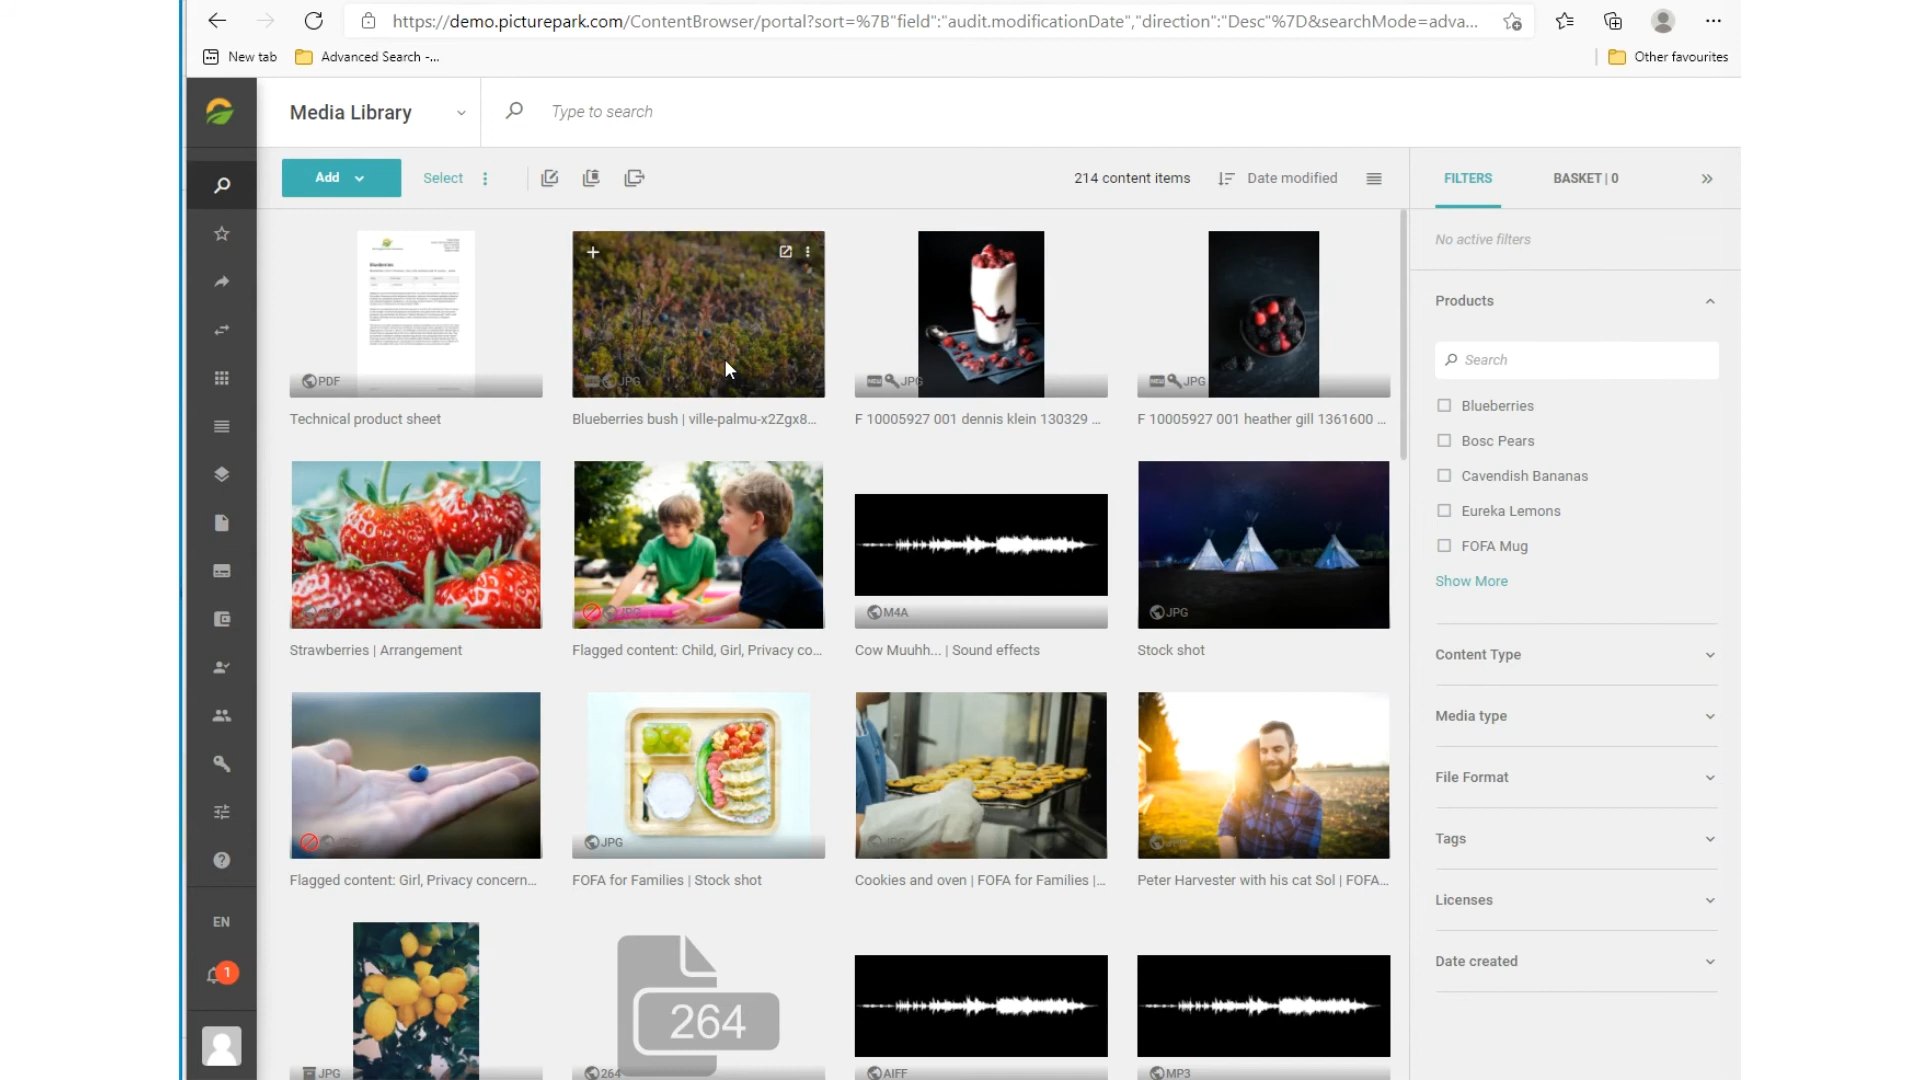 https://demo.picturepark.com/ContentBrowser/portal?sort=%7B"field":"audit.modificationDate","direction":"Desc"%7D&searchMode=adva...
New tab
Advanced Search -...
Other favourites
Media Library
Type to search
Add
Select
214 content items
Date modified
FILTERS
BASKET | 0
No active filters
Products
Search
Blueberries
Bosc Pears
Cavendish Bananas
Eureka Lemons
FOFA Mug
Show More
Content Type
Media type
File Format
Tags
Licenses
Date created
PDF
JPG
NEW JPG
NEW JPG
Technical product sheet
Blueberries bush | ville-palmu-x2Zgx8...
F 10005927 001 dennis klein 130329 ...
F 10005927 001 heather gill 1361600 ...
JPG
M4A
JPG
Strawberries | Arrangement
Flagged content: Child, Girl, Privacy co...
Cow Muuhh... | Sound effects
Stock shot
JPG
Flagged content: Girl, Privacy concern...
FOFA for Families | Stock shot
Cookies and oven | FOFA for Families |...
Peter Harvester with his cat Sol | FOFA...
264
JPG
264
AIFF
MP3
EN
1